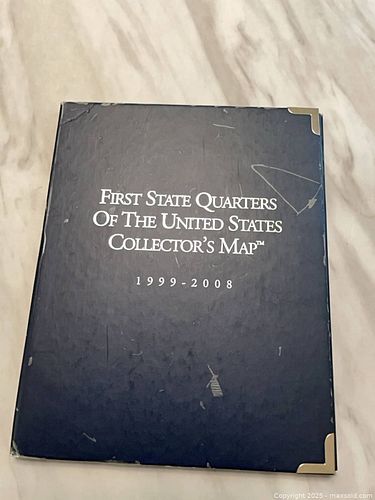 FIRST STATE QUARTERS
OF THE UNITED STATES
COLLECTOR'S MAP™
1999-2008
Copyright © 2025 - maxsold.com